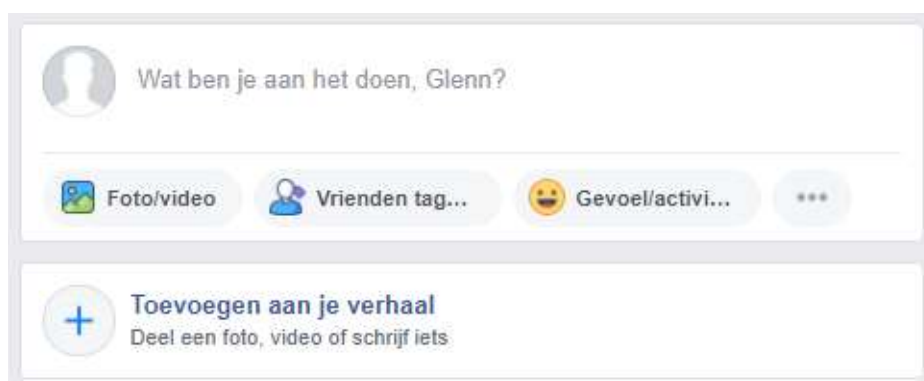 Wat ben je aan het doen, Glenn?
Foto/video
Vrienden tag...
Gevoel/activi...
Toevoegen aan je verhaal
Deel een foto, video of schrijf iets